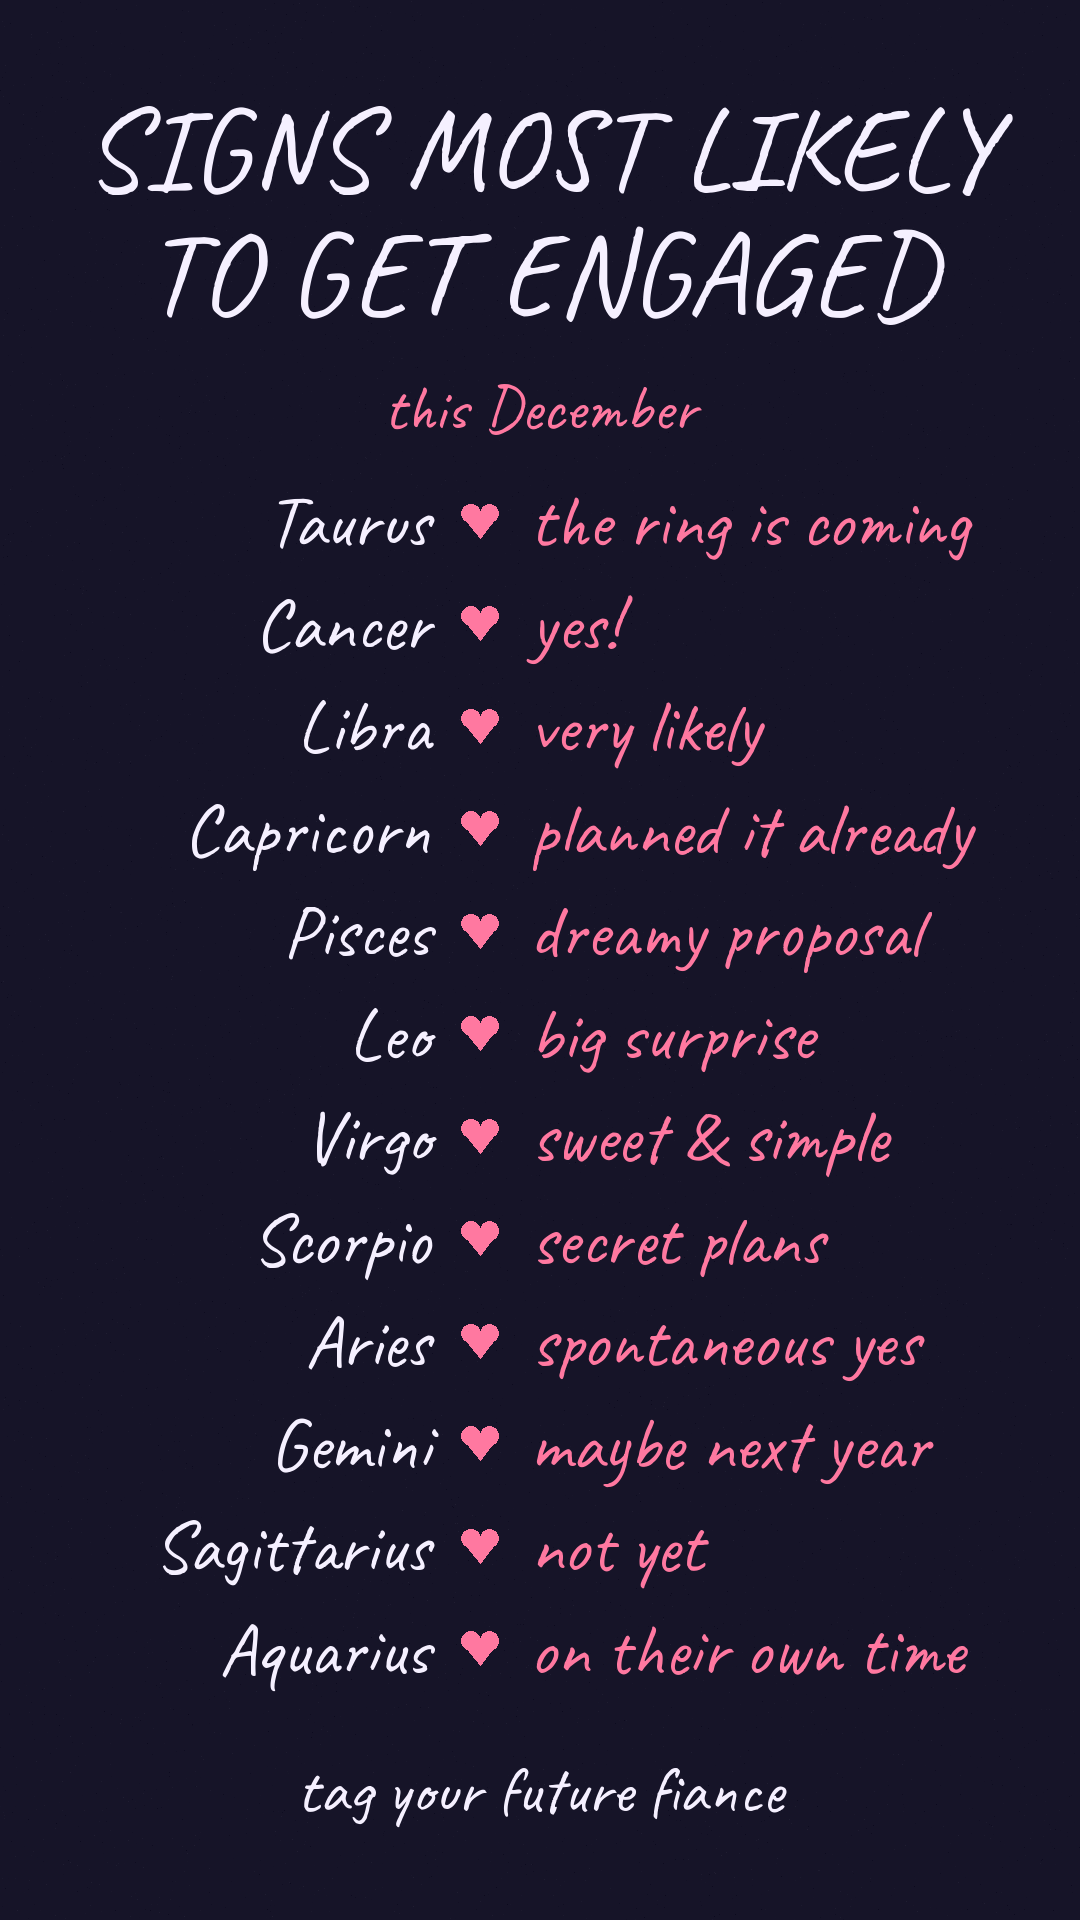 SIGNS MOST LIKELY
TO GET ENGAGED
this December
Taurus ♥ the ring is coming
Cancer ♥ yes!
Libra ♥ very likely
Capricorn ♥ planned it already
Pisces ♥ dreamy proposal
Leo ♥ big surprise
Virgo ♥ sweet & simple
Scorpio ♥ secret plans
Aries ♥ spontaneous yes
Gemini ♥ maybe next year
Sagittarius ♥ not yet
Aquarius ♥ on their own time
tag your future fiance